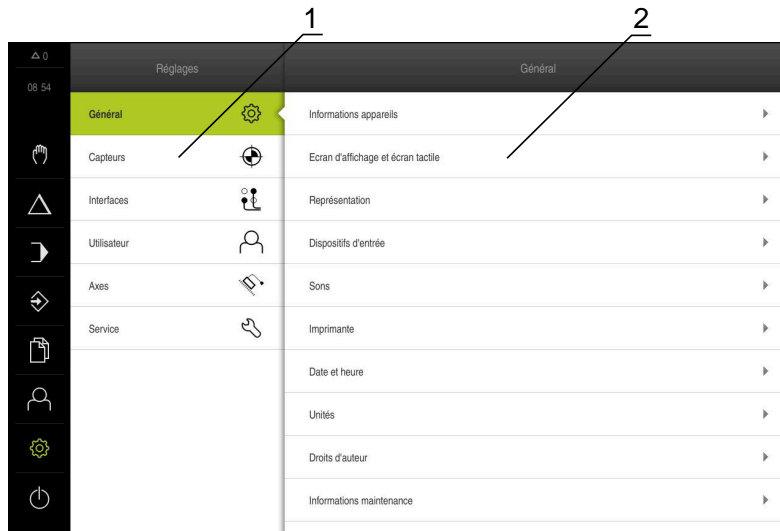 1
2
0
08 54
Réglages
Général
Général
Capteurs
Interfaces
Utilisateur
Axes
Service
Informations appareils
Ecran d'affichage et écran tactile
Représentation
Dispositifs d'entrée
Sons
Imprimante
Date et heure
Unités
Droits d'auteur
Informations maintenance